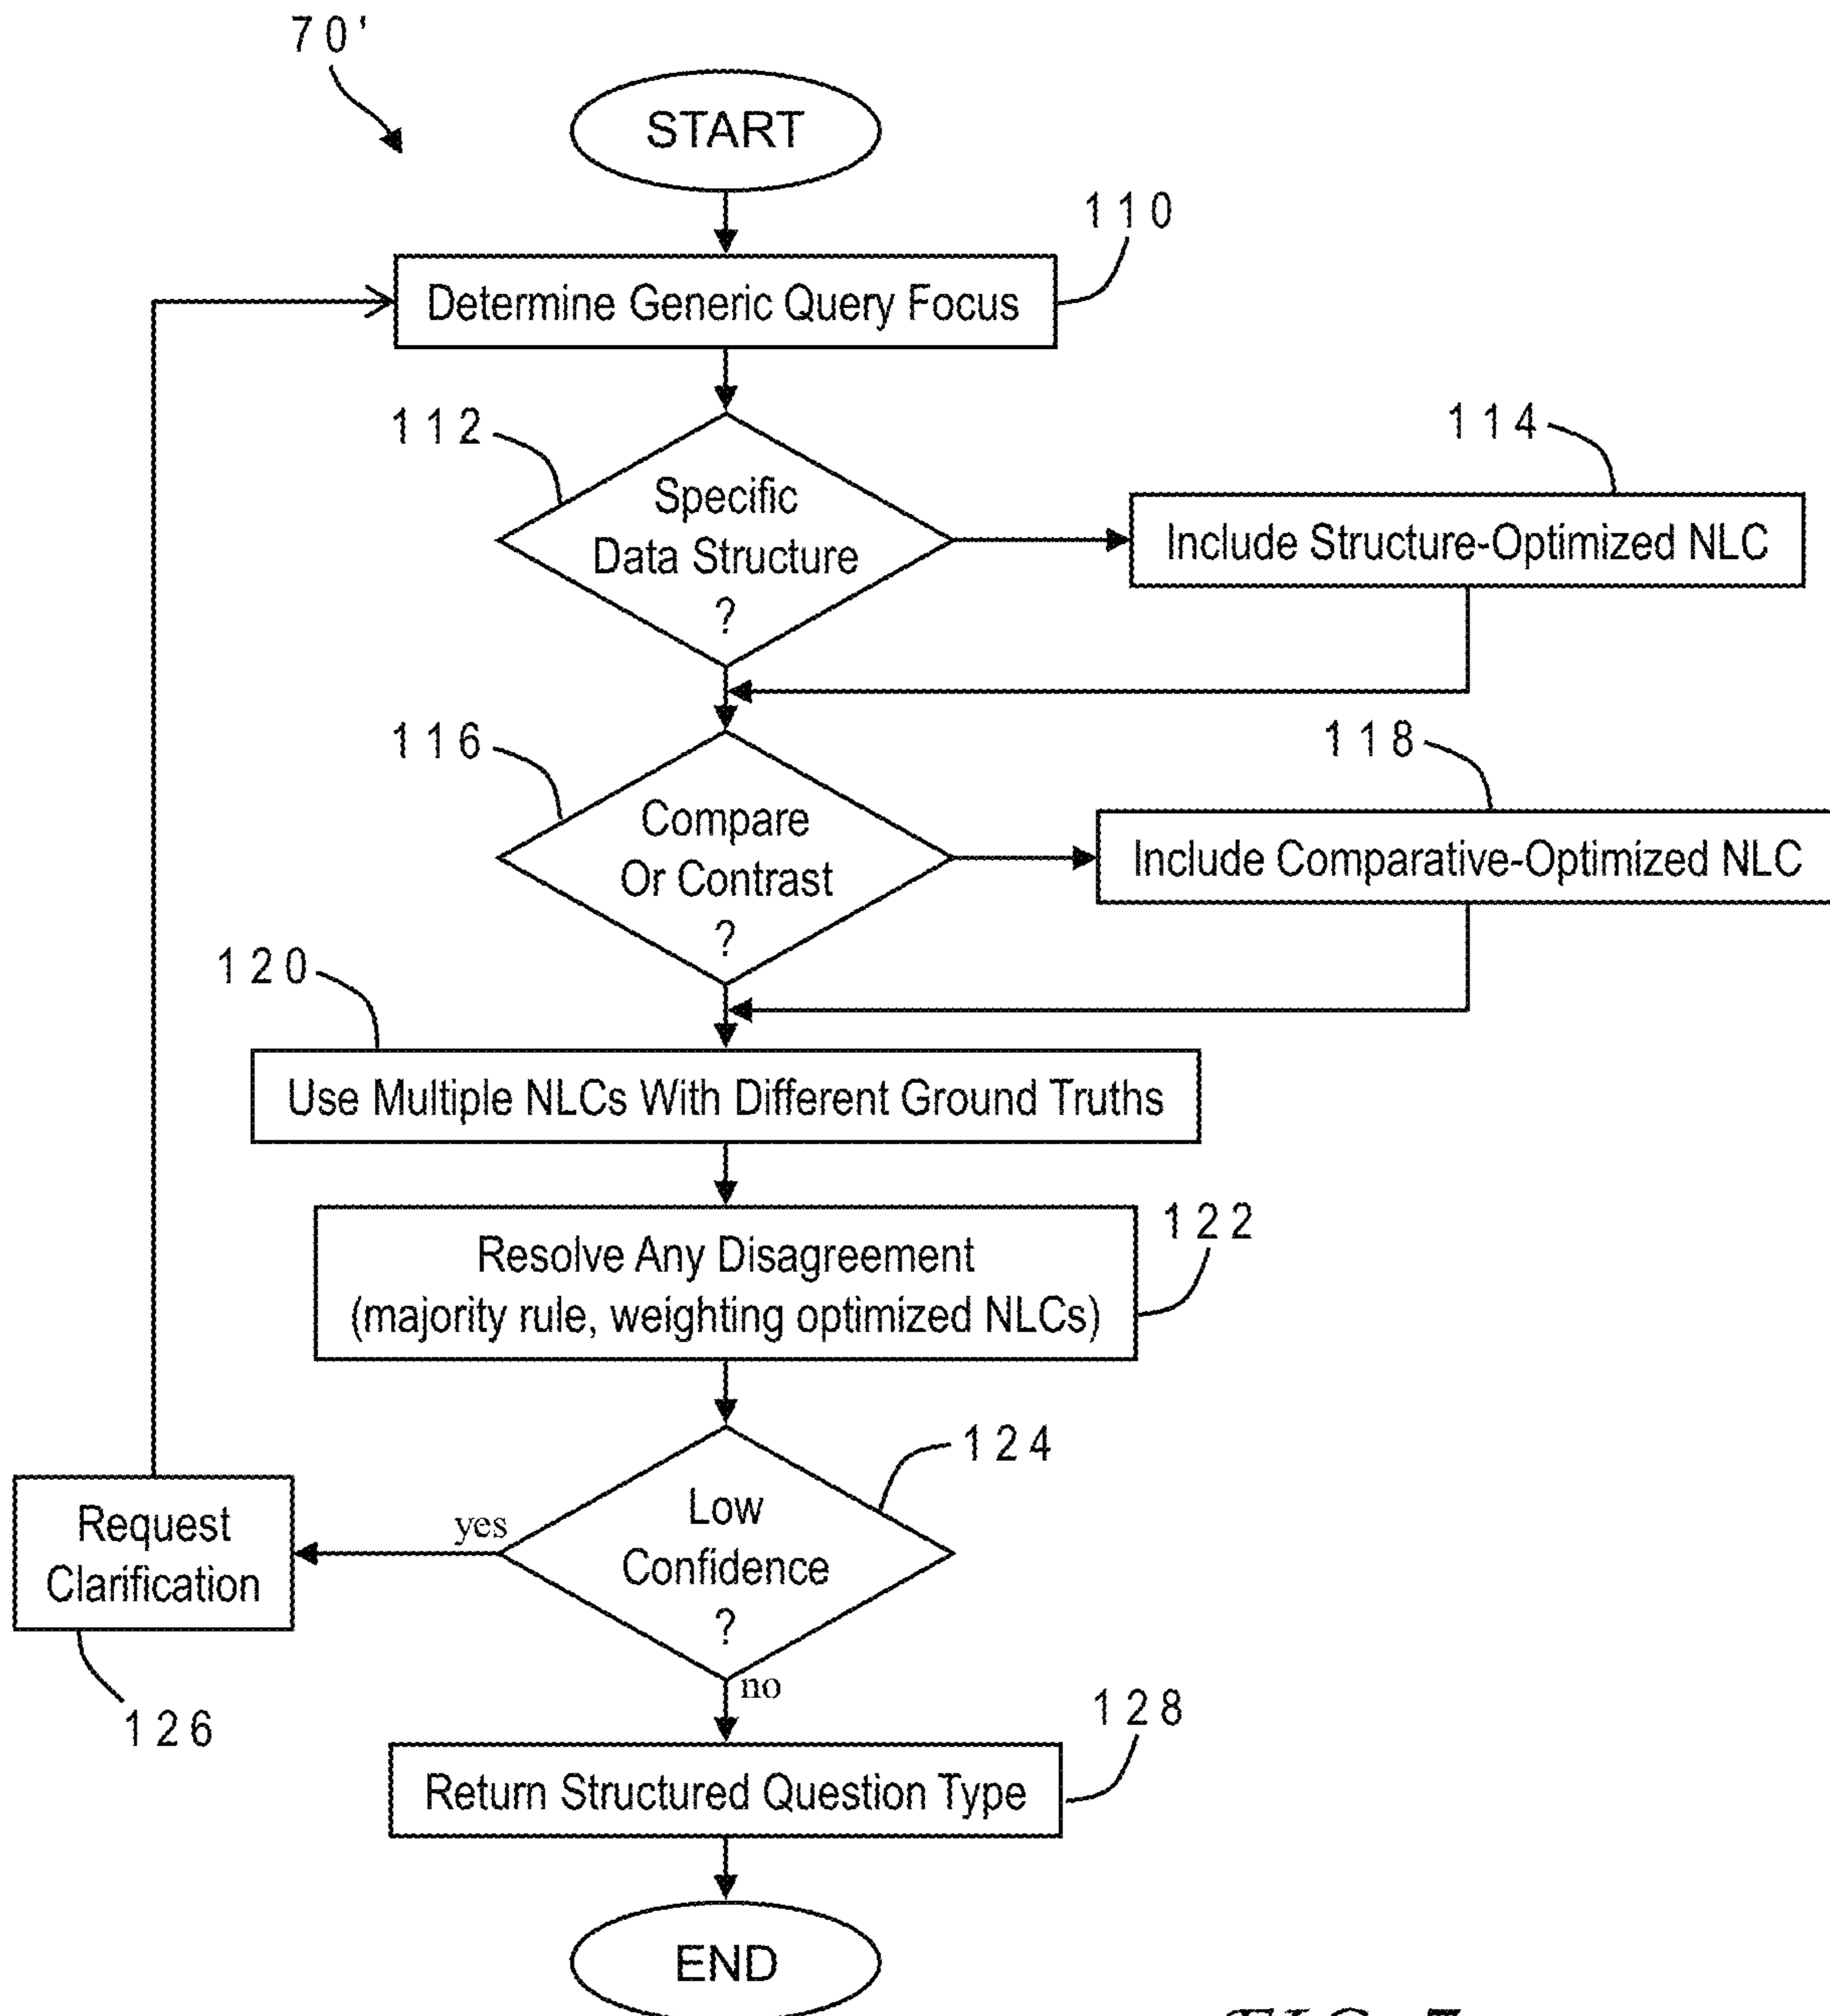 70'
START
110
Determine Generic Query Focus
112
114
Specific
Data Structure
?
Include Structure-Optimized NLC
116
118
Compare
Or Contrast
?
Include Comparative-Optimized NLC
120
Use Multiple NLCs With Different Ground Truths
122
Resolve Any Disagreement
(majority rule, weighting optimized NLCs)
124
Low
Confidence
?
yes
Request
Clarification
126
no
128
Return Structured Question Type
END